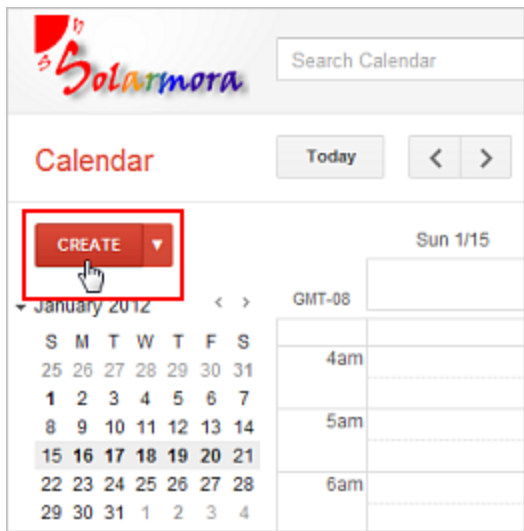 Solarmora
Search Calendar
Calendar
Today
< >
CREATE
Sun 1/15
January 2012
< >
GMT-08
S M T W T F S
25 26 27 28 29 30 31
1 2 3 4 5 6 7
8 9 10 11 12 13 14
15 16 17 18 19 20 21
22 23 24 25 26 27 28
29 30 31 1 2 3 4
4am
5am
6am